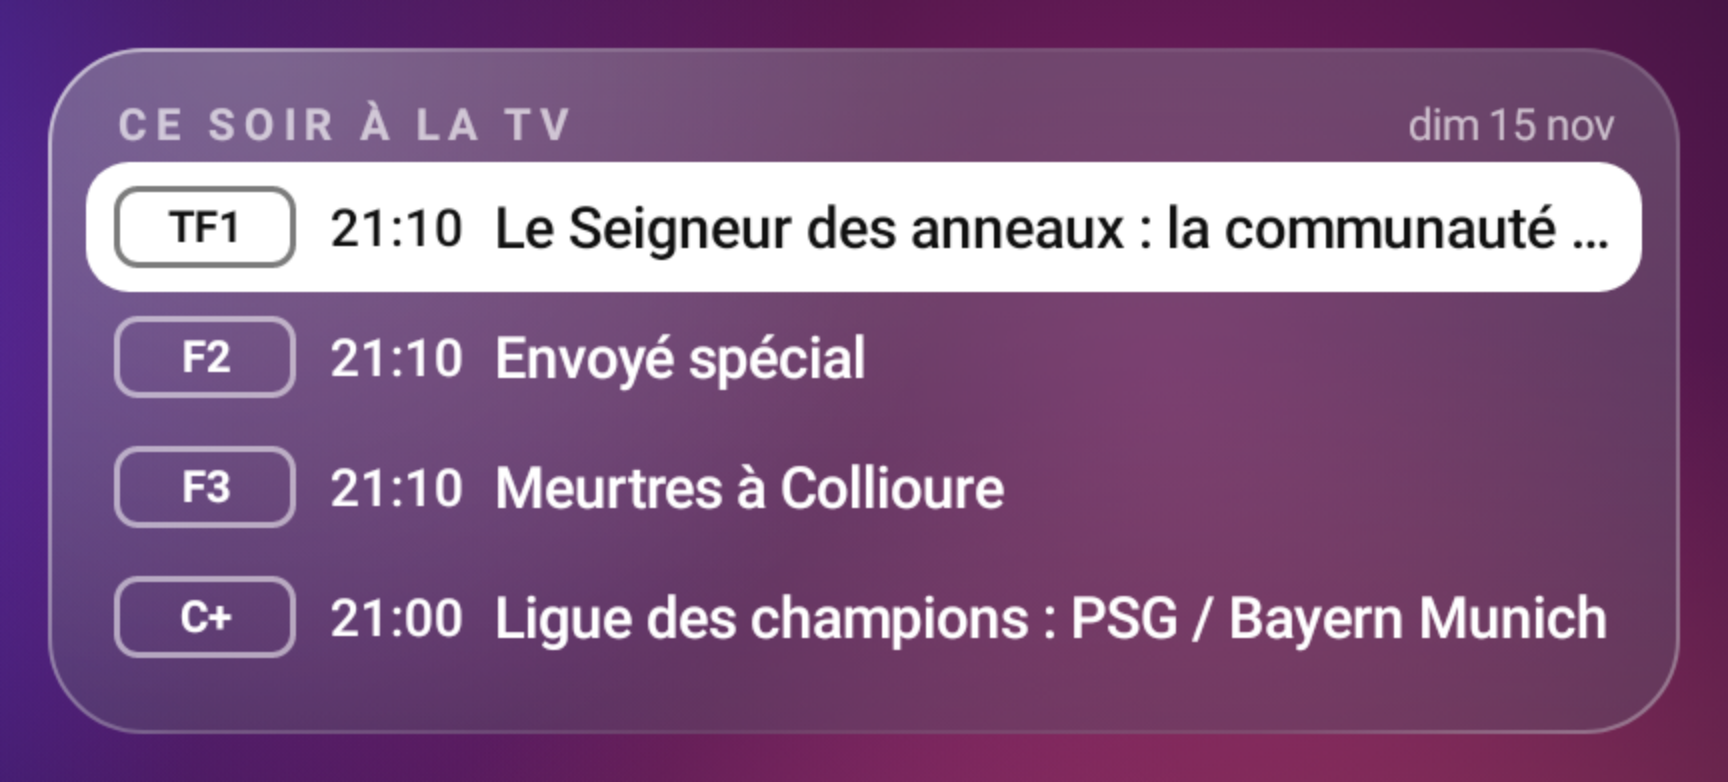 CE SOIR À LA TV dim 15 nov
TF1 21:10 Le Seigneur des anneaux : la communauté ...
F2 21:10 Envoyé spécial
F3 21:10 Meurtres à Collioure
C+ 21:00 Ligue des champions : PSG / Bayern Munich